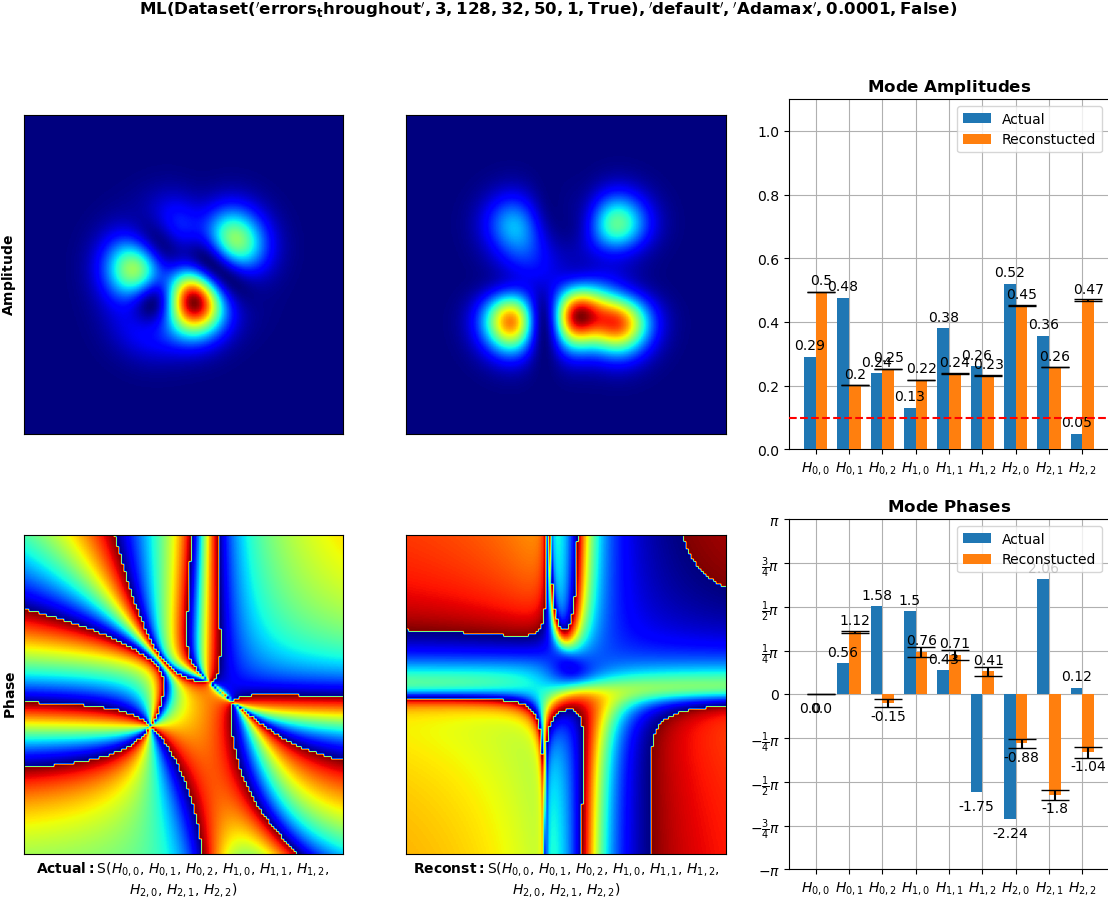 ML(Dataset('errors_throughout', 3, 128, 32, 50, 1, True), 'default', 'Adamax', 0.0001, False)
Amplitude
Mode Amplitudes
Actual
Reconstucted
1.0
0.8
0.6
0.4
0.2
0.0
0.29
0.5
0.48
0.2
0.24
0.25
0.13
0.22
0.38
0.24
0.26
0.23
0.52
0.45
0.36
0.26
0.05
0.47
H0,0 H0,1 H0,2 H1,0 H1,1 H1,2 H2,0 H2,1 H2,2
Phase
Actual:S(H0,0, H0,1, H0,2, H1,0, H1,1, H1,2,
H2,0, H2,1, H2,2)
Reconst:S(H0,0, H0,1, H0,2, H1,0, H1,1, H1,2,
H2,0, H2,1, H2,2)
Mode Phases
Actual
Reconstucted
π
3/4π
1/2π
1/4π
0
−1/4π
−1/2π
−3/4π
−π
0.0
0.0
0.56
1.12
1.58
-0.15
1.5
0.76
0.43
0.71
-1.75
0.41
-2.24
-0.88
2.06
-1.8
0.12
-1.04
H0,0 H0,1 H0,2 H1,0 H1,1 H1,2 H2,0 H2,1 H2,2